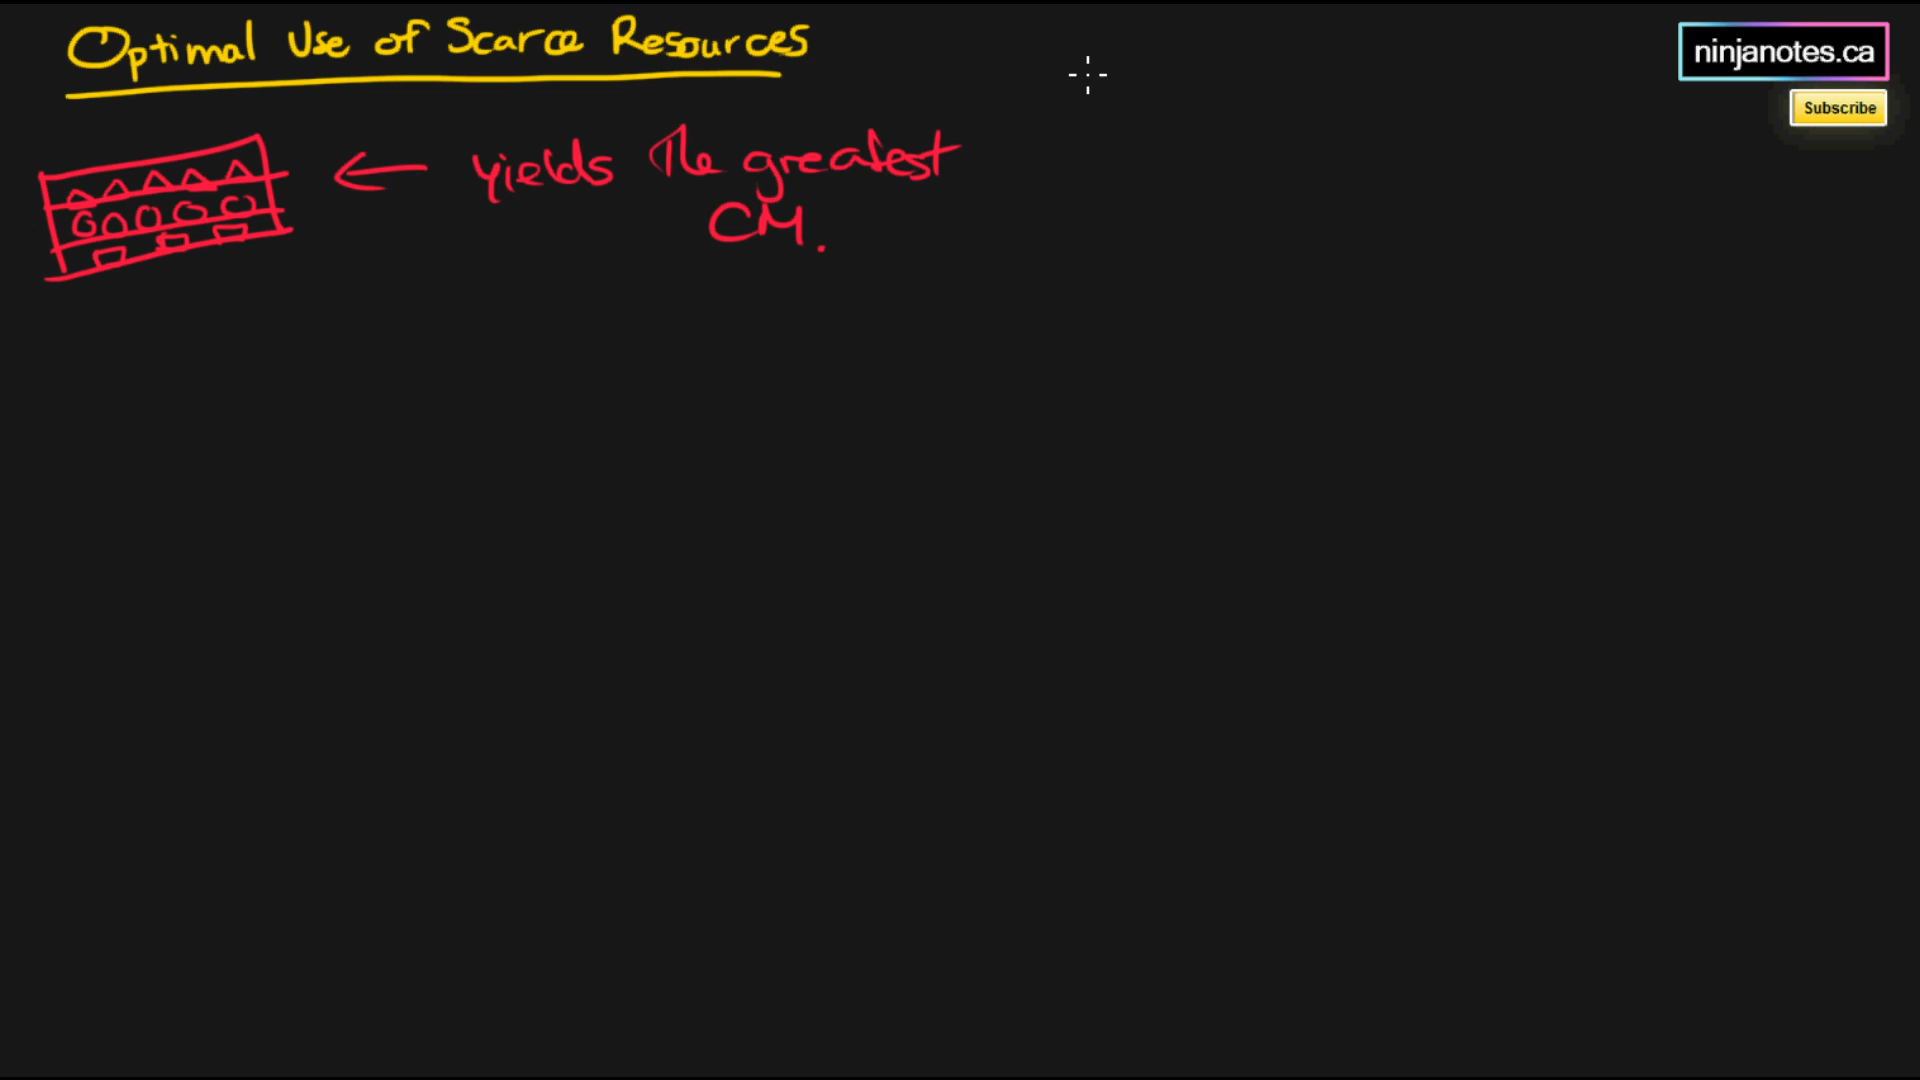 Optimal Use of Scarce Resources
ninjanotes.ca
Subscribe
yields the greatest
CM.